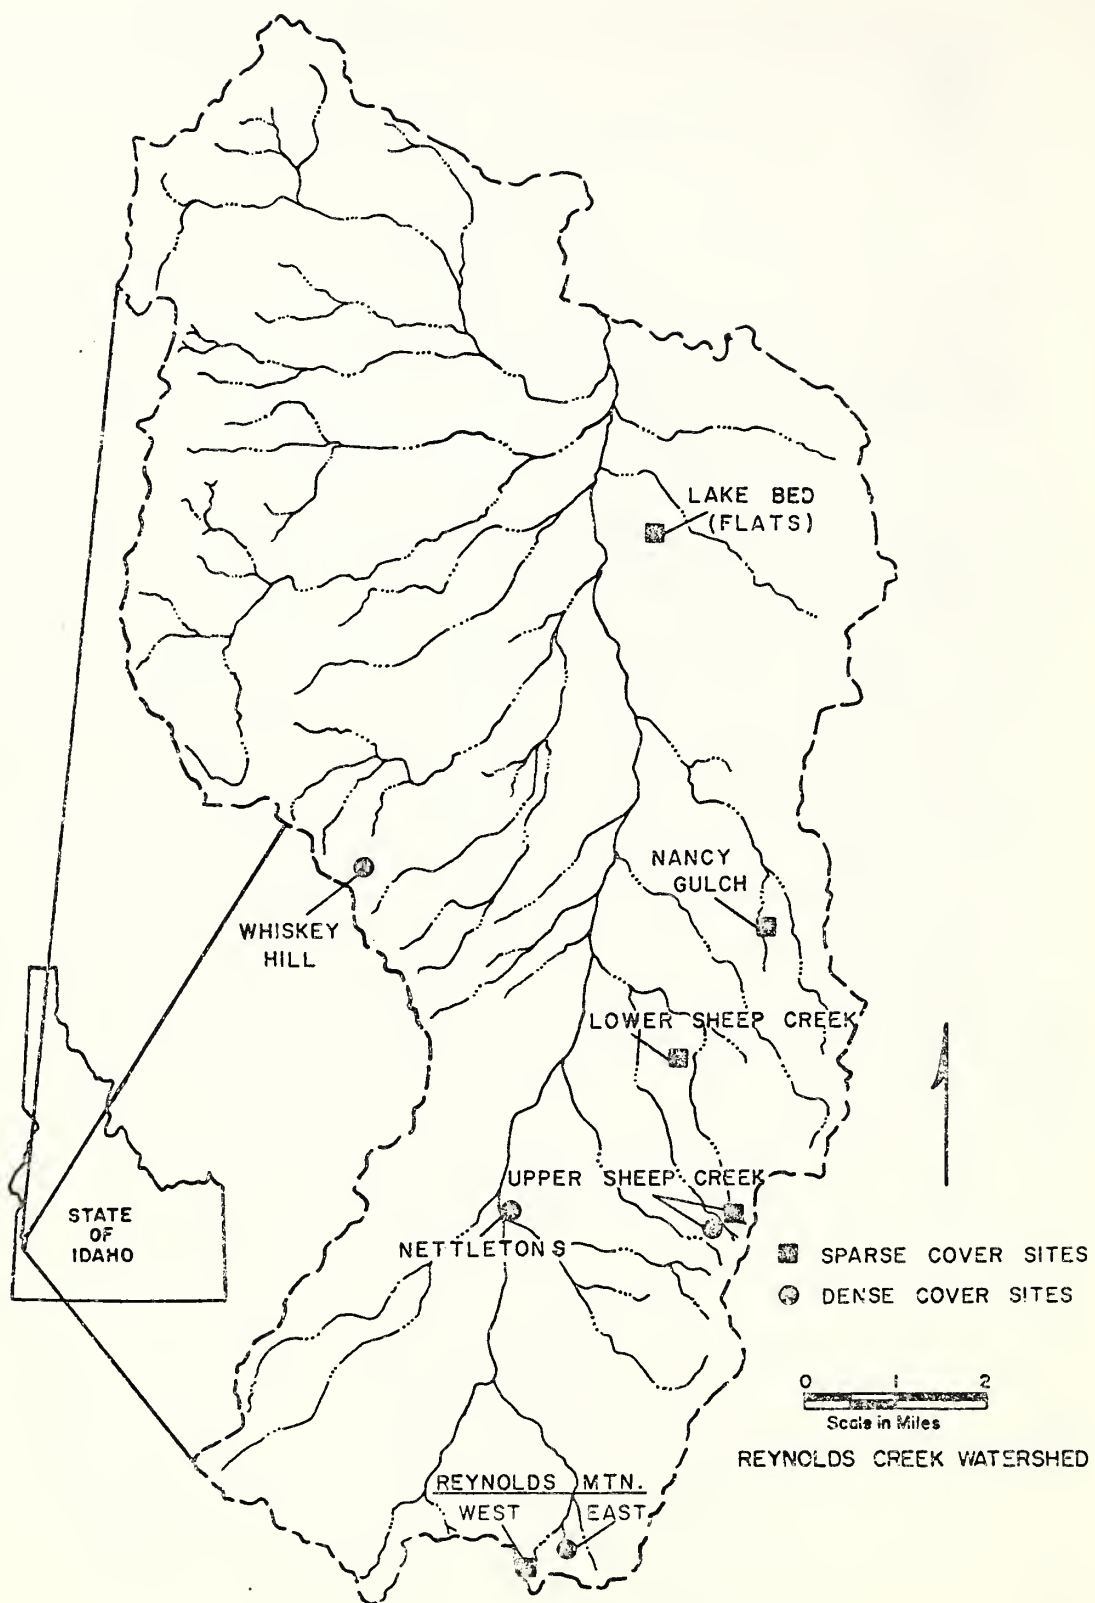 LAKE BED
(FLATS)
NANCY
GULCH
WHISKEY
HILL
LOWER SHEEP CREEK
UPPER SHEEP CREEK
STATE
OF
IDAHO
NETTLETONS
SPARSE COVER SITES
DENSE COVER SITES
0 1 2
Scale in Miles
REYNOLDS CREEK WATERSHED
REYNOLDS MTN.
WEST EAST